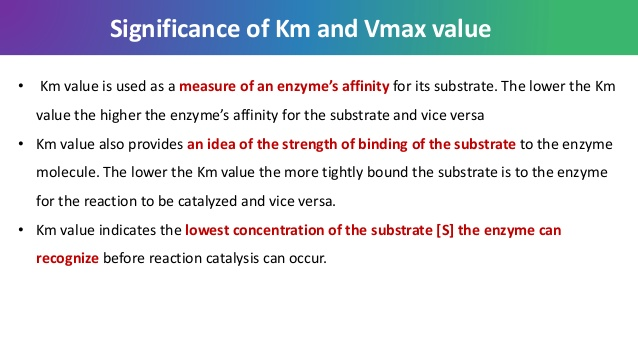 Significance of Km and Vmax value
• Km value is used as a measure of an enzyme’s affinity for its substrate. The lower the Km
value the higher the enzyme’s affinity for the substrate and vice versa
• Km value also provides an idea of the strength of binding of the substrate to the enzyme
molecule. The lower the Km value the more tightly bound the substrate is to the enzyme
for the reaction to be catalyzed and vice versa.
• Km value indicates the lowest concentration of the substrate [S] the enzyme can
recognize before reaction catalysis can occur.